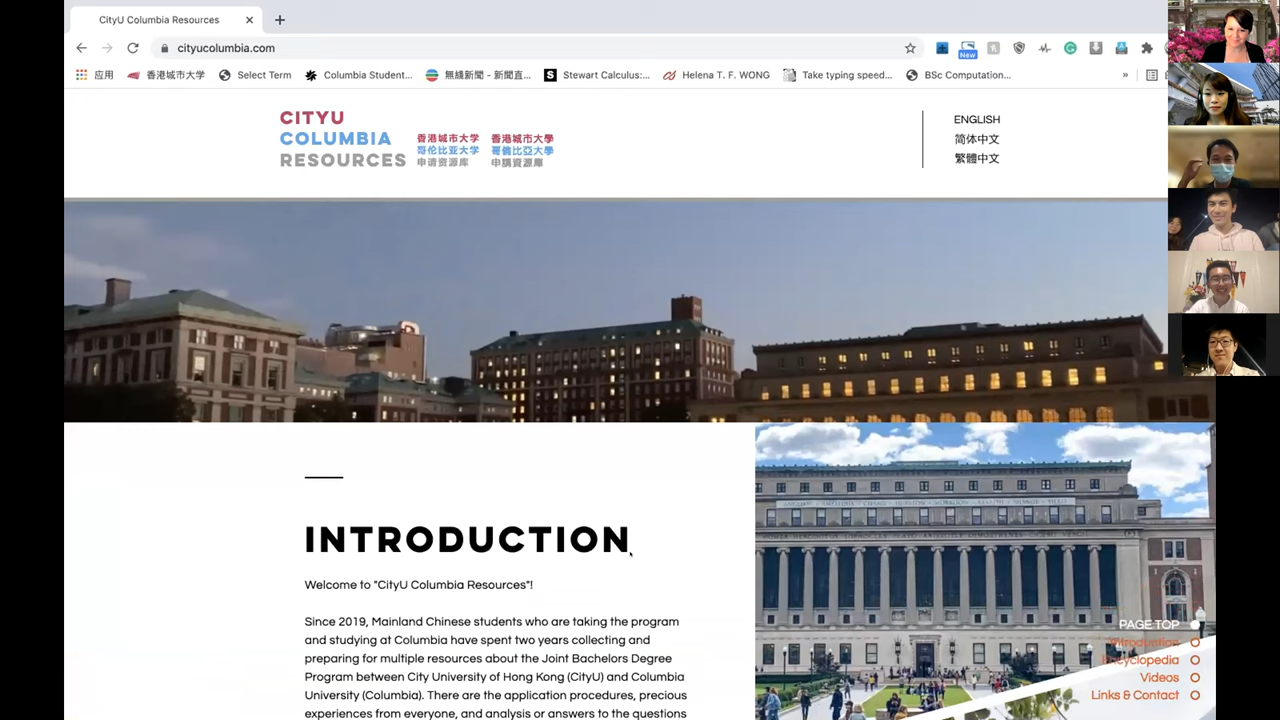 CityU Columbia Resources
cityucolumbia.com
New
应用
香港城市大学
Select Term
Columbia Student...
無綫新聞 - 新聞直...
Stewart Calculus:...
Helena T. F. WONG
Take typing speed...
BSc Computation...
»
CITYU
COLUMBIA
RESOURCES
香港城市大学
哥伦比亚大学
申请资源库
香港城市大學
哥倫比亞大學
申請資源庫
ENGLISH
简体中文
繁體中文
INTRODUCTION
Welcome to "CityU Columbia Resources"!
Since 2019, Mainland Chinese students who are taking the program
and studying at Columbia have spent two years collecting and
preparing for multiple resources about the Joint Bachelors Degree
Program between City University of Hong Kong (CityU) and Columbia
University (Columbia). There are the application procedures, precious
experiences from everyone, and analysis or answers to the questions
PAGE TOP
Introduction
Encyclopedia
Videos
Links & Contact